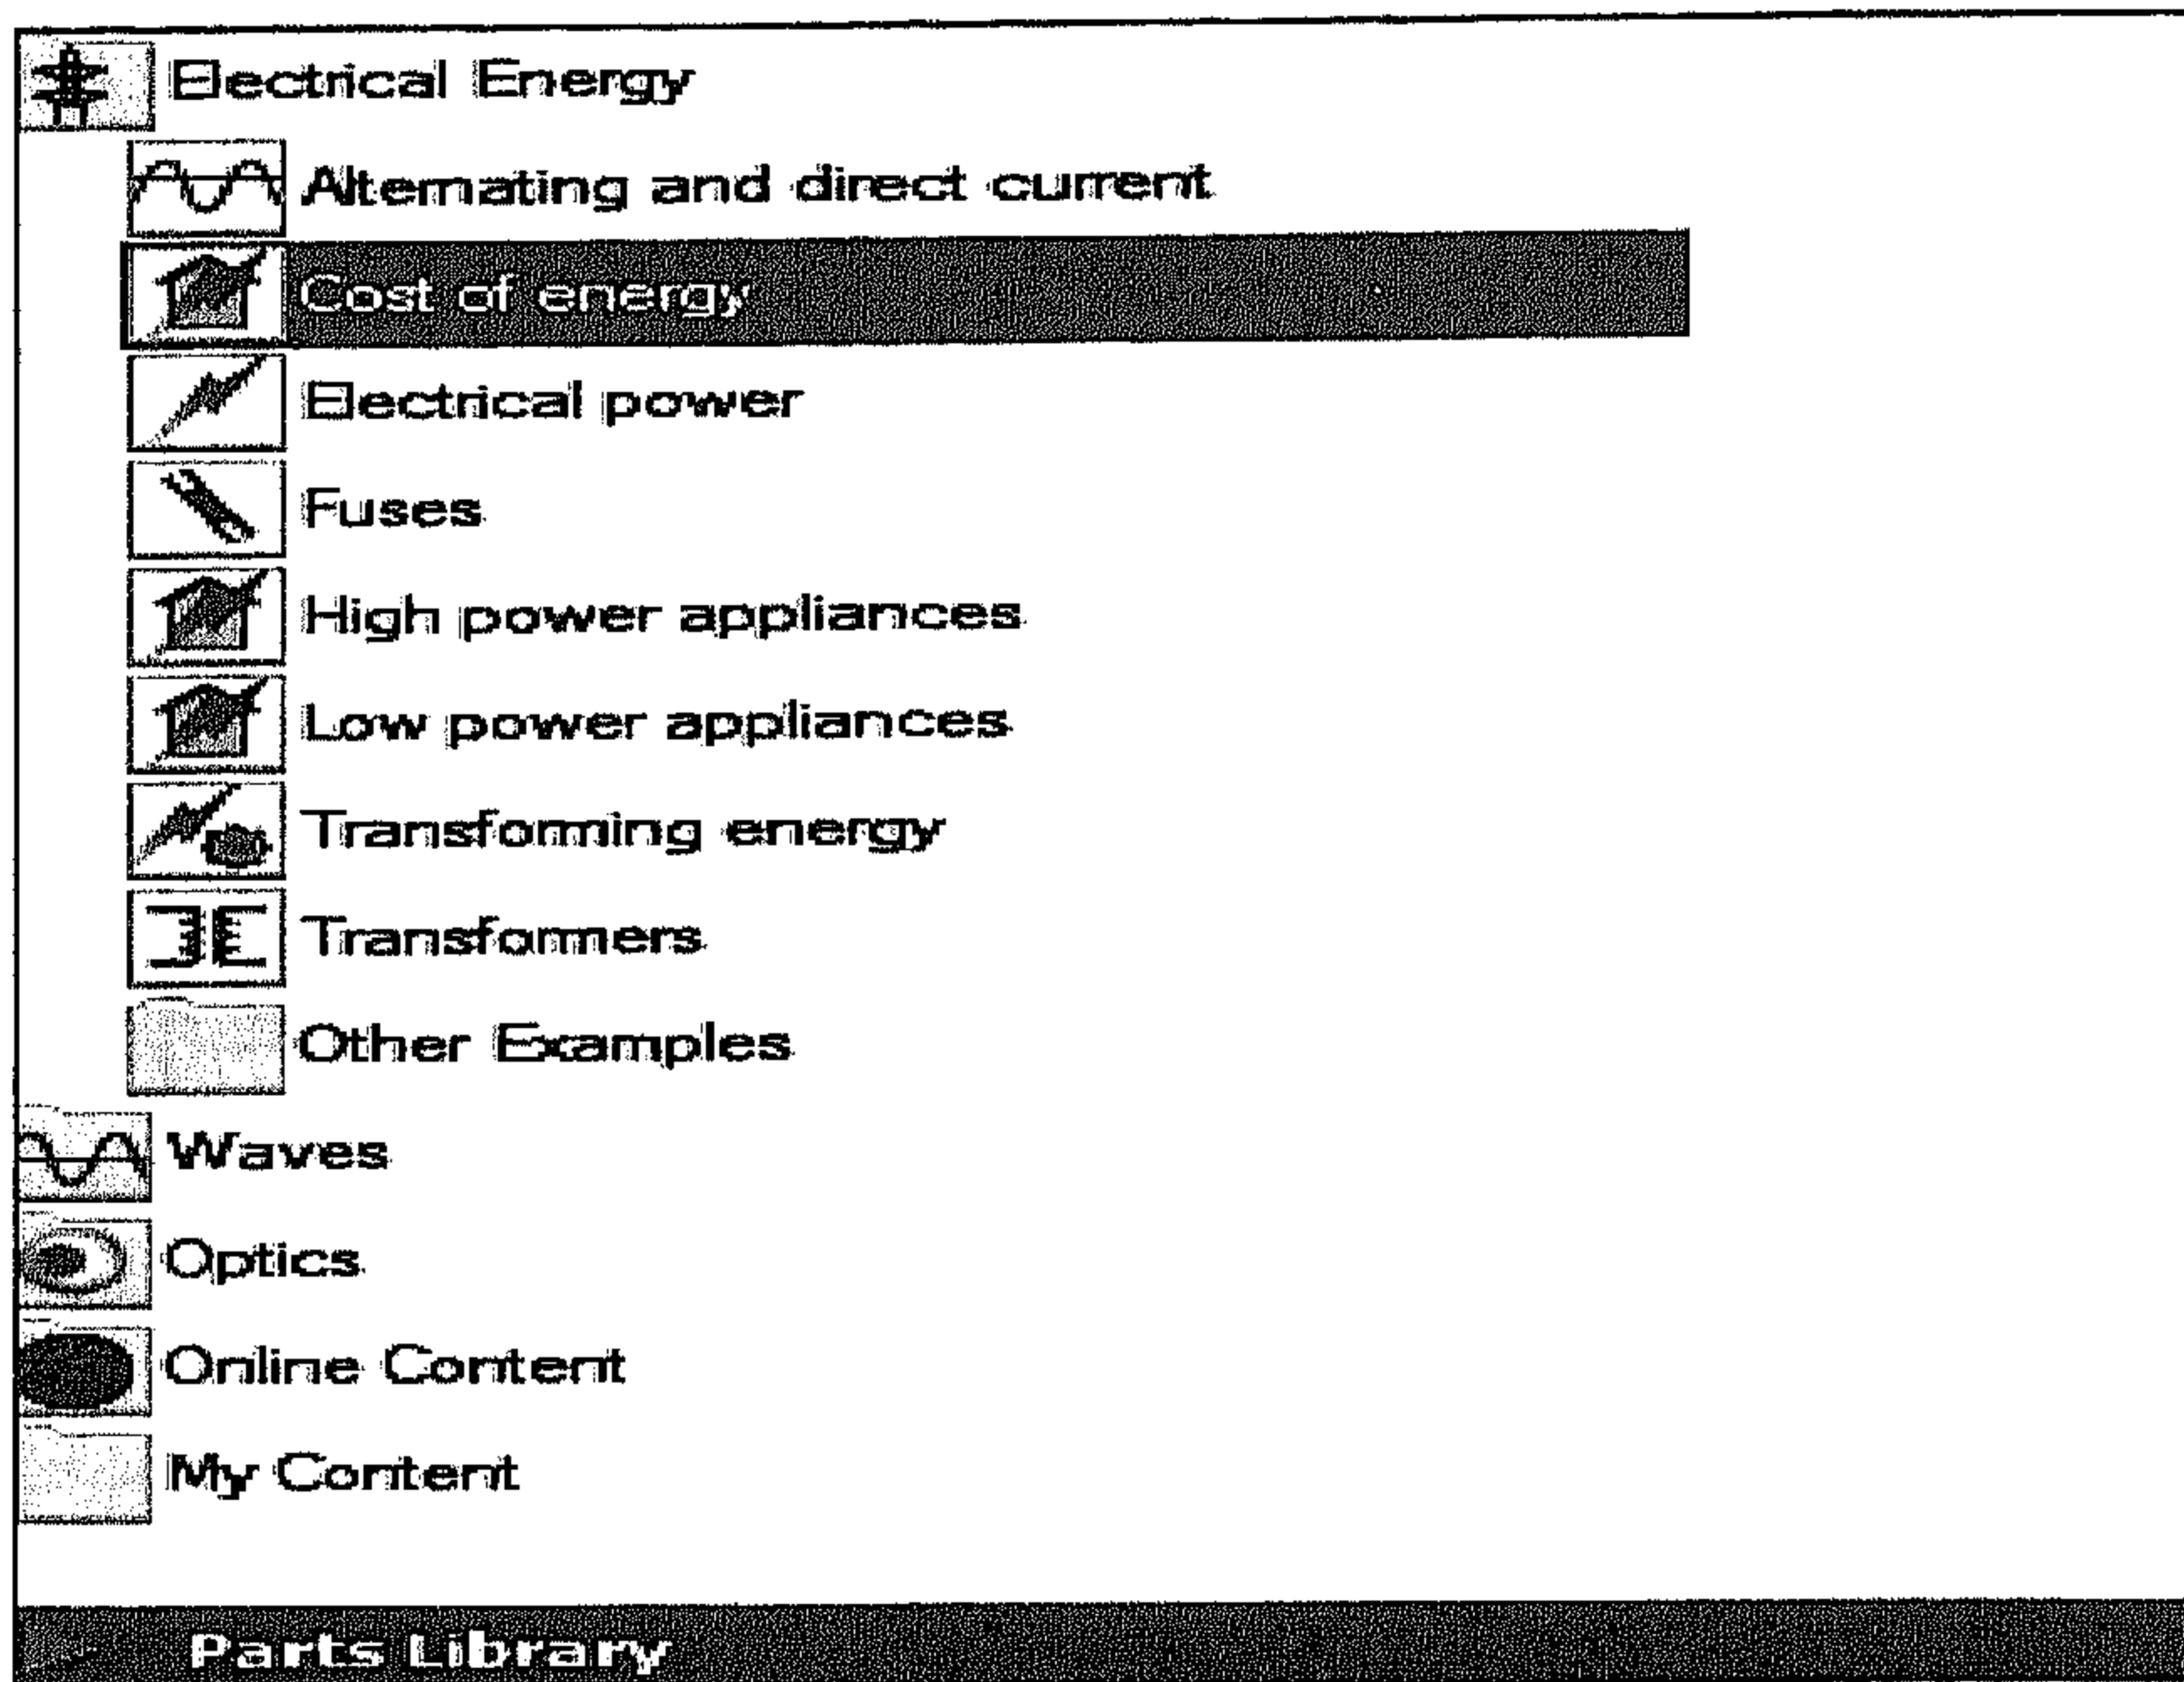 Electrical Energy
Alternating and direct current
Cost of energy
Electrical power
Fuses
High power appliances
Low power appliances
Transforming energy
Transformers
Other Examples
Waves
Optics
Online Content
My Content
Parts Library